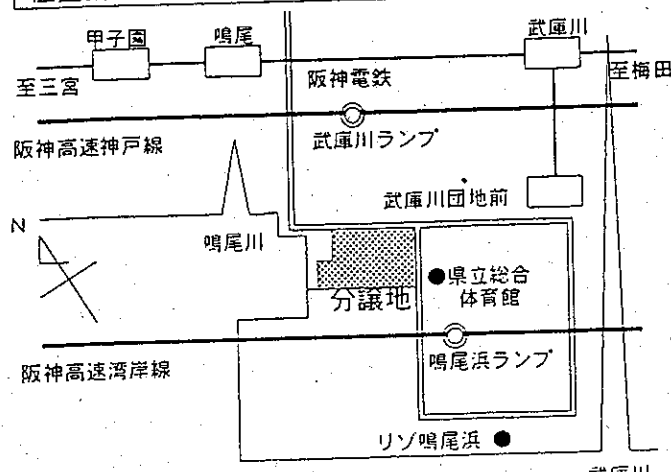 甲子園
鳴尾
武庫川
至三宮
阪神電鉄
至梅田
阪神高速神戸線
武庫川ランプ
武庫川団地前
N
鳴尾川
分譲地
県立総合
体育館
阪神高速湾岸線
鳴尾浜ランプ
リゾ鳴尾浜
武庫川